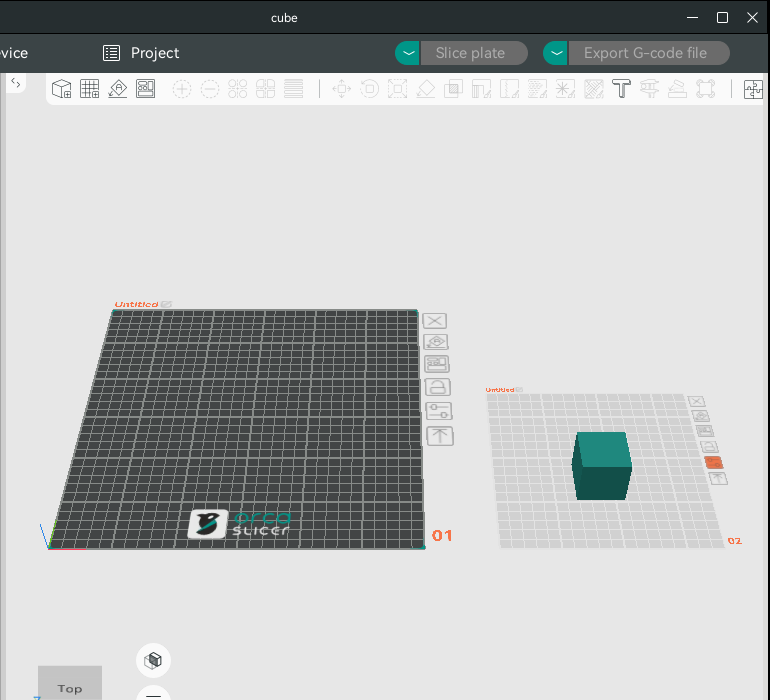 cube
vice
Project
Slice plate
Export G-code file
Untitled
Untitled
orca
SLICER
01
02
Top